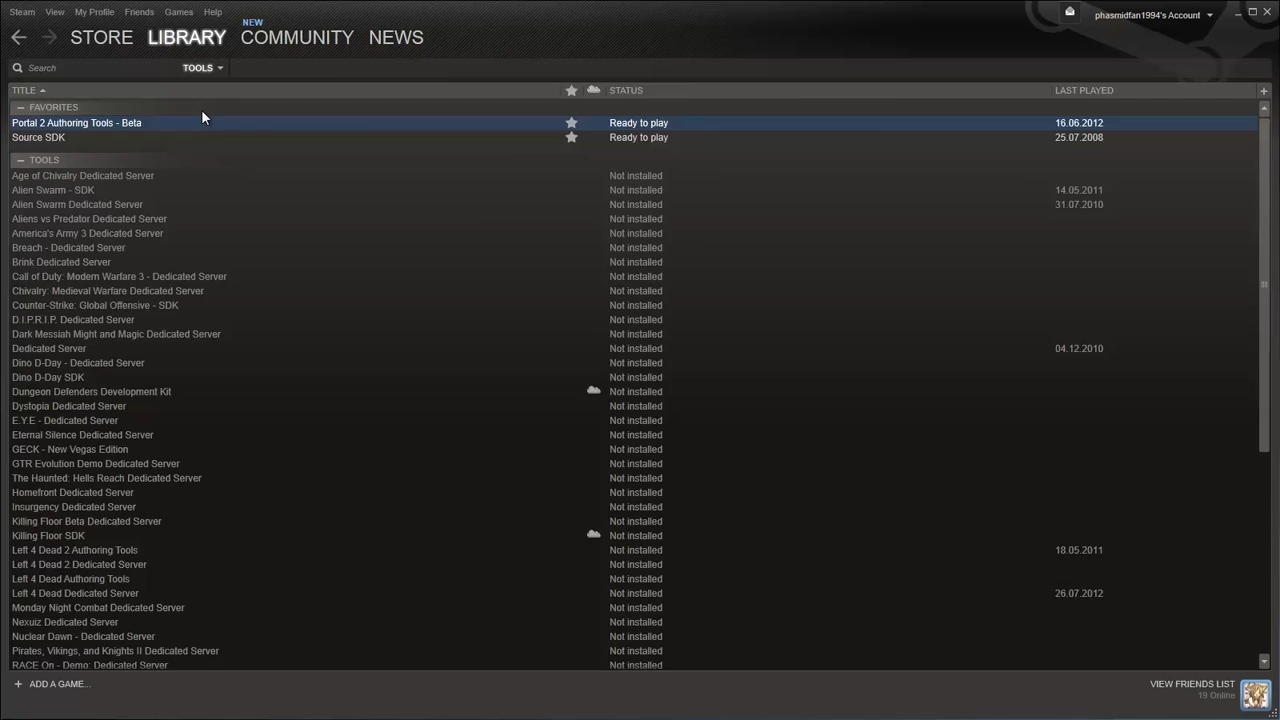 Steam View My Profile Friends Games Help
phasmidfan1994's Account
NEW
STORE LIBRARY COMMUNITY NEWS
Search TOOLS
TITLE STATUS LAST PLAYED +
− FAVORITES
Portal 2 Authoring Tools - Beta Ready to play 16.06.2012
Source SDK Ready to play 25.07.2008
− TOOLS
Age of Chivalry Dedicated Server Not installed
Alien Swarm - SDK Not installed 14.05.2011
Alien Swarm Dedicated Server Not installed 31.07.2010
Aliens vs Predator Dedicated Server Not installed
America's Army 3 Dedicated Server Not installed
Breach - Dedicated Server Not installed
Brink Dedicated Server Not installed
Call of Duty: Modern Warfare 3 - Dedicated Server Not installed
Chivalry: Medieval Warfare Dedicated Server Not installed
Counter-Strike: Global Offensive - SDK Not installed
D.I.P.R.I.P. Dedicated Server Not installed
Dark Messiah Might and Magic Dedicated Server Not installed
Dedicated Server Not installed 04.12.2010
Dino D-Day - Dedicated Server Not installed
Dino D-Day SDK Not installed
Dungeon Defenders Development Kit Not installed
Dystopia Dedicated Server Not installed
E.Y.E - Dedicated Server Not installed
Eternal Silence Dedicated Server Not installed
GECK - New Vegas Edition Not installed
GTR Evolution Demo Dedicated Server Not installed
The Haunted: Hells Reach Dedicated Server Not installed
Homefront Dedicated Server Not installed
Insurgency Dedicated Server Not installed
Killing Floor Beta Dedicated Server Not installed
Killing Floor SDK Not installed
Left 4 Dead 2 Authoring Tools Not installed 18.05.2011
Left 4 Dead 2 Dedicated Server Not installed
Left 4 Dead Authoring Tools Not installed
Left 4 Dead Dedicated Server Not installed 26.07.2012
Monday Night Combat Dedicated Server Not installed
Nexuiz Dedicated Server Not installed
Nuclear Dawn - Dedicated Server Not installed
Pirates, Vikings, and Knights II Dedicated Server Not installed
RACE On - Demo: Dedicated Server Not installed
+ ADD A GAME... VIEW FRIENDS LIST
19 Online